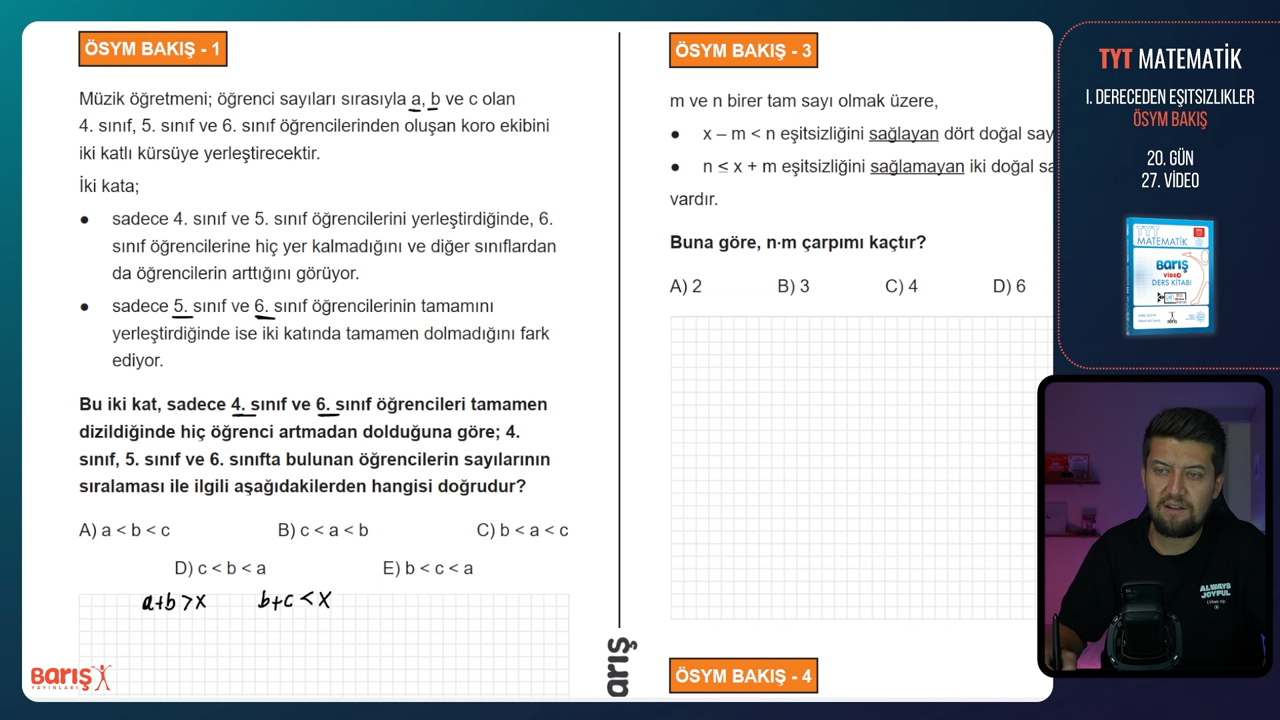 ÖSYM BAKIŞ - 1
Müzik öğretmeni; öğrenci sayıları sırasıyla a, b ve c olan
4. sınıf, 5. sınıf ve 6. sınıf öğrencilerinden oluşan koro ekibini
iki katlı kürsüye yerleştirecektir.
İki kata;
● sadece 4. sınıf ve 5. sınıf öğrencilerini yerleştirdiğinde, 6.
sınıf öğrencilerine hiç yer kalmadığını ve diğer sınıflardan
da öğrencilerin arttığını görüyor.
● sadece 5. sınıf ve 6. sınıf öğrencilerinin tamamını
yerleştirdiğinde ise iki katında tamamen dolmadığını fark
ediyor.
Bu iki kat, sadece 4. sınıf ve 6. sınıf öğrencileri tamamen
dizildiğinde hiç öğrenci artmadan dolduğuna göre; 4.
sınıf, 5. sınıf ve 6. sınıfta bulunan öğrencilerin sayılarının
sıralaması ile ilgili aşağıdakilerden hangisi doğrudur?
A) a < b < c B) c < a < b C) b < a < c
D) c < b < a E) b < c < a
a+b > x b+c < x
BARIŞ
YAYINLARI
arış
ÖSYM BAKIŞ - 3
m ve n birer tam sayı olmak üzere,
● x – m < n eşitsizliğini sağlayan dört doğal say
● n ≤ x + m eşitsizliğini sağlamayan iki doğal sa
vardır.
Buna göre, n·m çarpımı kaçtır?
A) 2 B) 3 C) 4 D) 6
ÖSYM BAKIŞ - 4
TYT MATEMATİK
I. DERECEDEN EŞİTSİZLİKLER
ÖSYM BAKIŞ
20. GÜN
27. VİDEO
TYT
MATEMATİK
BARIŞ
VİDEO
DERS KİTABI
ALWAYS
JOYFUL